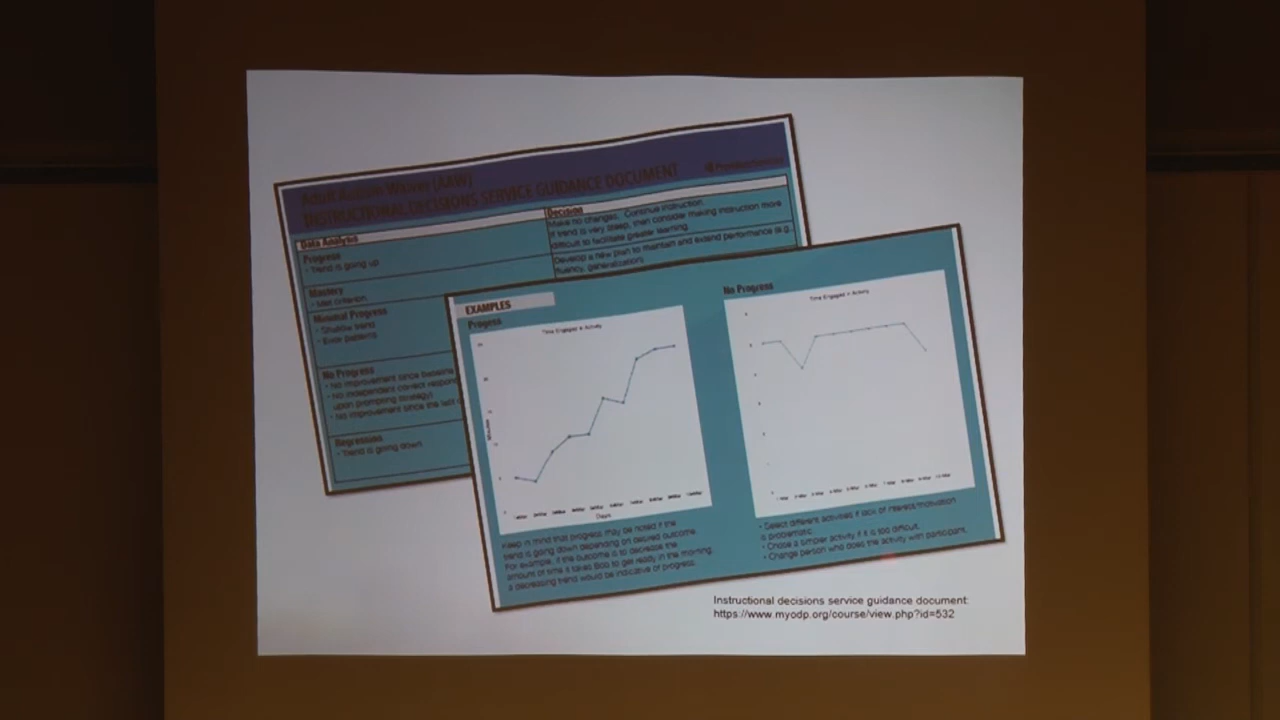 Adult Autism Waiver (AAW)
INSTRUCTIONAL DECISIONS SERVICE GUIDANCE DOCUMENT
Data Analysis
Decision
Progress
• Trend is going up
Make no changes. Continue instruction.
If trend is very steep, then consider making instruction more
difficult to facilitate greater learning.
Mastery
• Met criterion
Develop a new plan to maintain and extend performance (e.g.
fluency, generalization).
Minimal Progress
• Shallow trend
• Error patterns
No Progress
• No improvement since baseline
• No independent correct
upon prompting strategy)
• No improvement since the last
Regression
• Trend is going down
EXAMPLES
Progess
Time Engaged in Activity
Minutes
Days
Keep in mind that progress may be noted if the
trend is going down depending on desired outcome.
For example, if the outcome is to decrease the
amount of time it takes Bob to get ready in the morning,
a decreasing trend would be indicative of progress.
No Progress
Time Engaged in Activity
• Select different activities if lack of interest/motivation
is problematic.
• Chose a simpler activity if it is too difficult.
• Change person who does the activity with participant.
Instructional decisions service guidance document:
https://www.myodp.org/course/view.php?id=532